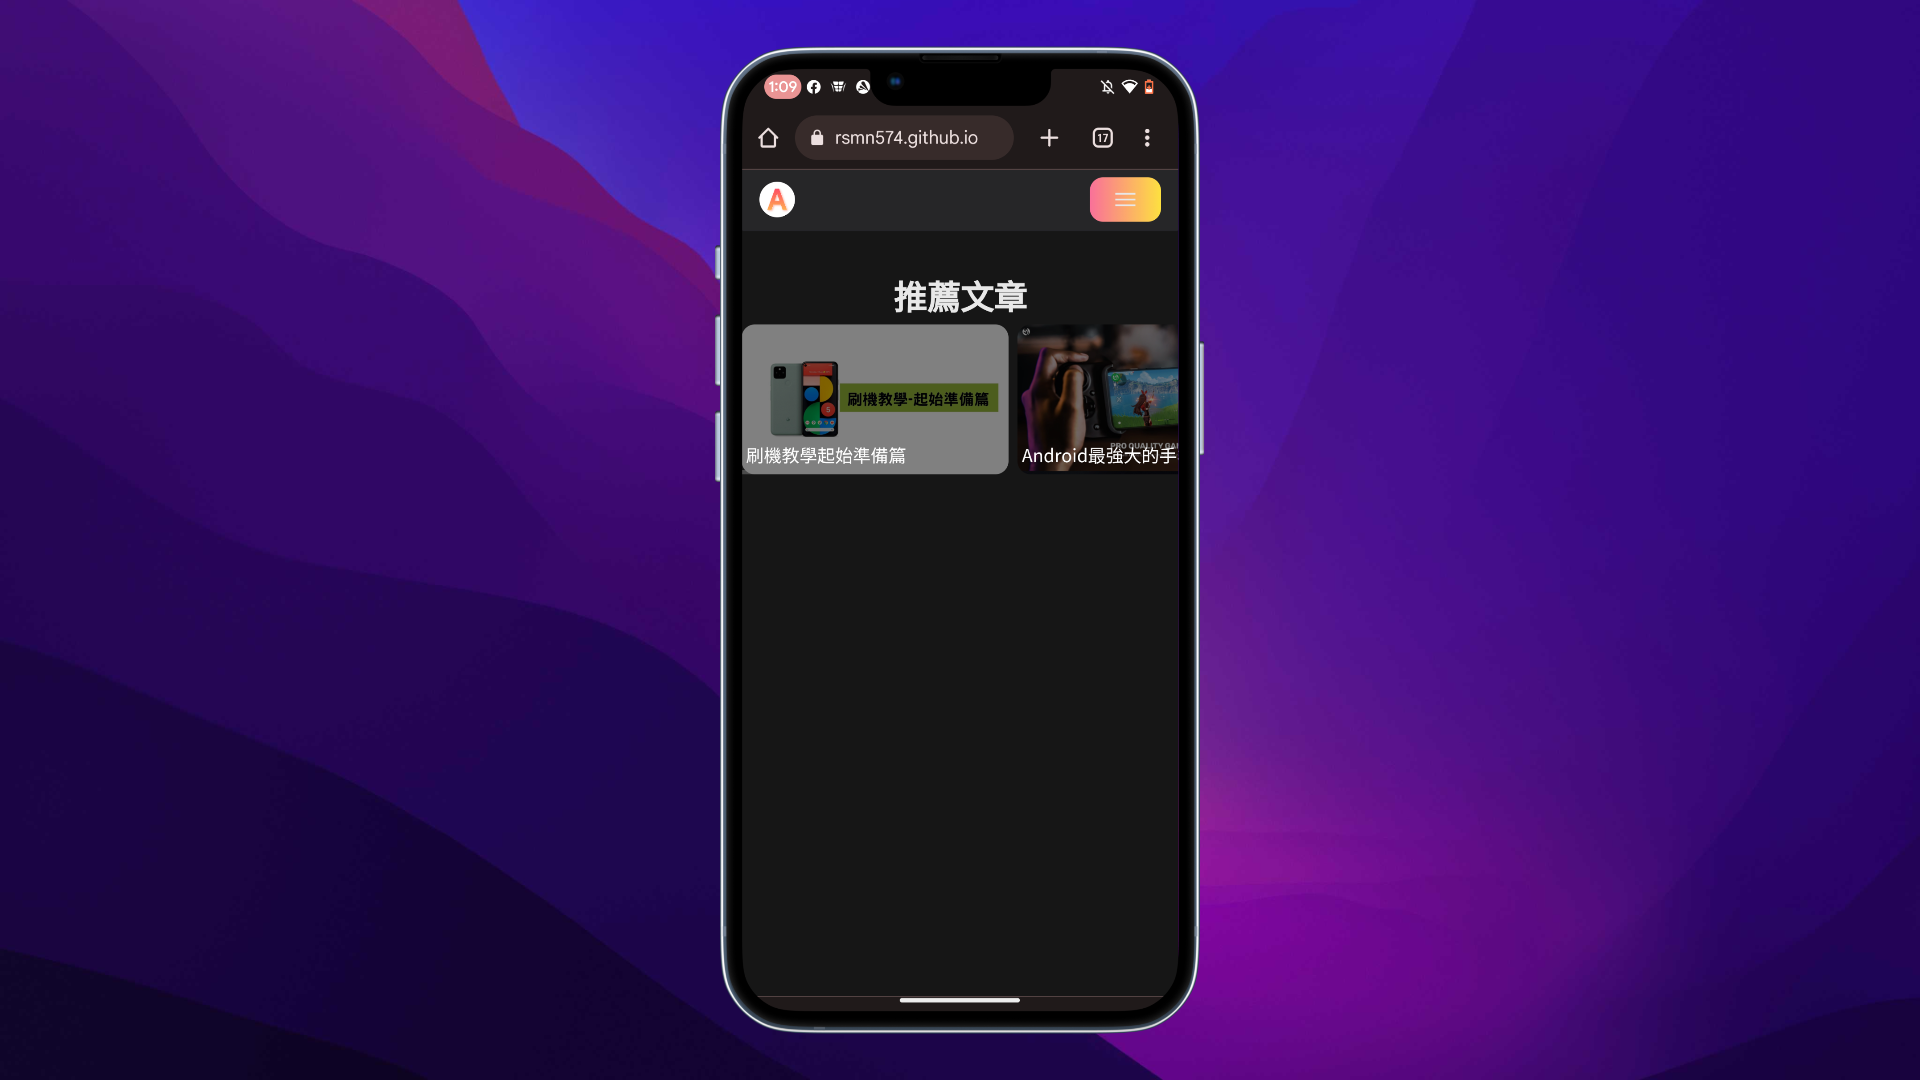 1:09
rsmn574.github.io
17
A
推薦文章
刷機教學-起始準備篇
刷機教學起始準備篇
PRO QUALITY GA
Android最強大的手